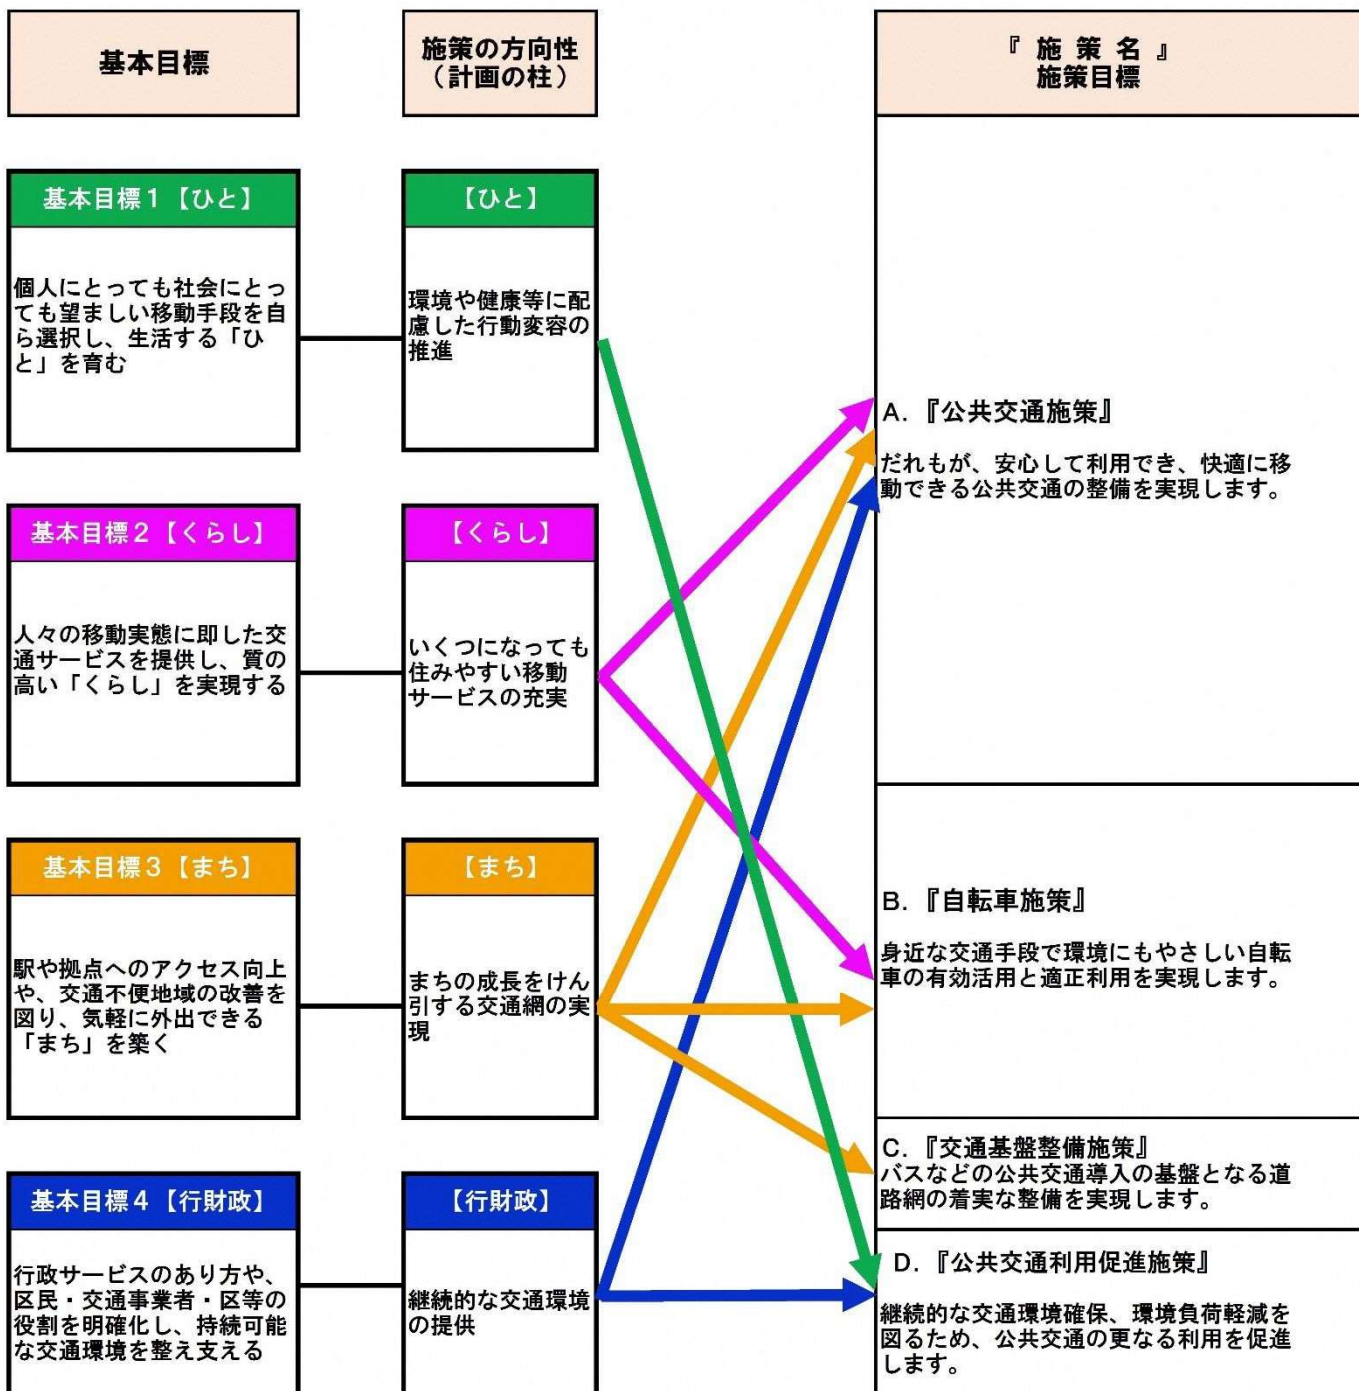 基本目標
施策の方向性
（計画の柱）
『 施 策 名 』
施策目標
基本目標１【ひと】
個人にとっても社会にとっ
ても望ましい移動手段を自
ら選択し、生活する「ひ
と」を育む
【ひと】
環境や健康等に配
慮した行動変容の
推進
基本目標２【くらし】
人々の移動実態に即した交
通サービスを提供し、質の
高い「くらし」を実現する
【くらし】
いくつになっても
住みやすい移動
サービスの充実
基本目標３【まち】
駅や拠点へのアクセス向上
や、交通不便地域の改善を
図り、気軽に外出できる
「まち」を築く
【まち】
まちの成長をけん
引する交通網の実
現
基本目標４【行財政】
行政サービスのあり方や、
区民・交通事業者・区等の
役割を明確化し、持続可能
な交通環境を整え支える
【行財政】
継続的な交通環境
の提供
A．『公共交通施策』
だれもが、安心して利用でき、快適に移
動できる公共交通の整備を実現します。
B．『自転車施策』
身近な交通手段で環境にもやさしい自転
車の有効活用と適正利用を実現します。
C．『交通基盤整備施策』
バスなどの公共交通導入の基盤となる道
路網の着実な整備を実現します。
D．『公共交通利用促進施策』
継続的な交通環境確保、環境負荷軽減を
図るため、公共交通の更なる利用を促進
します。